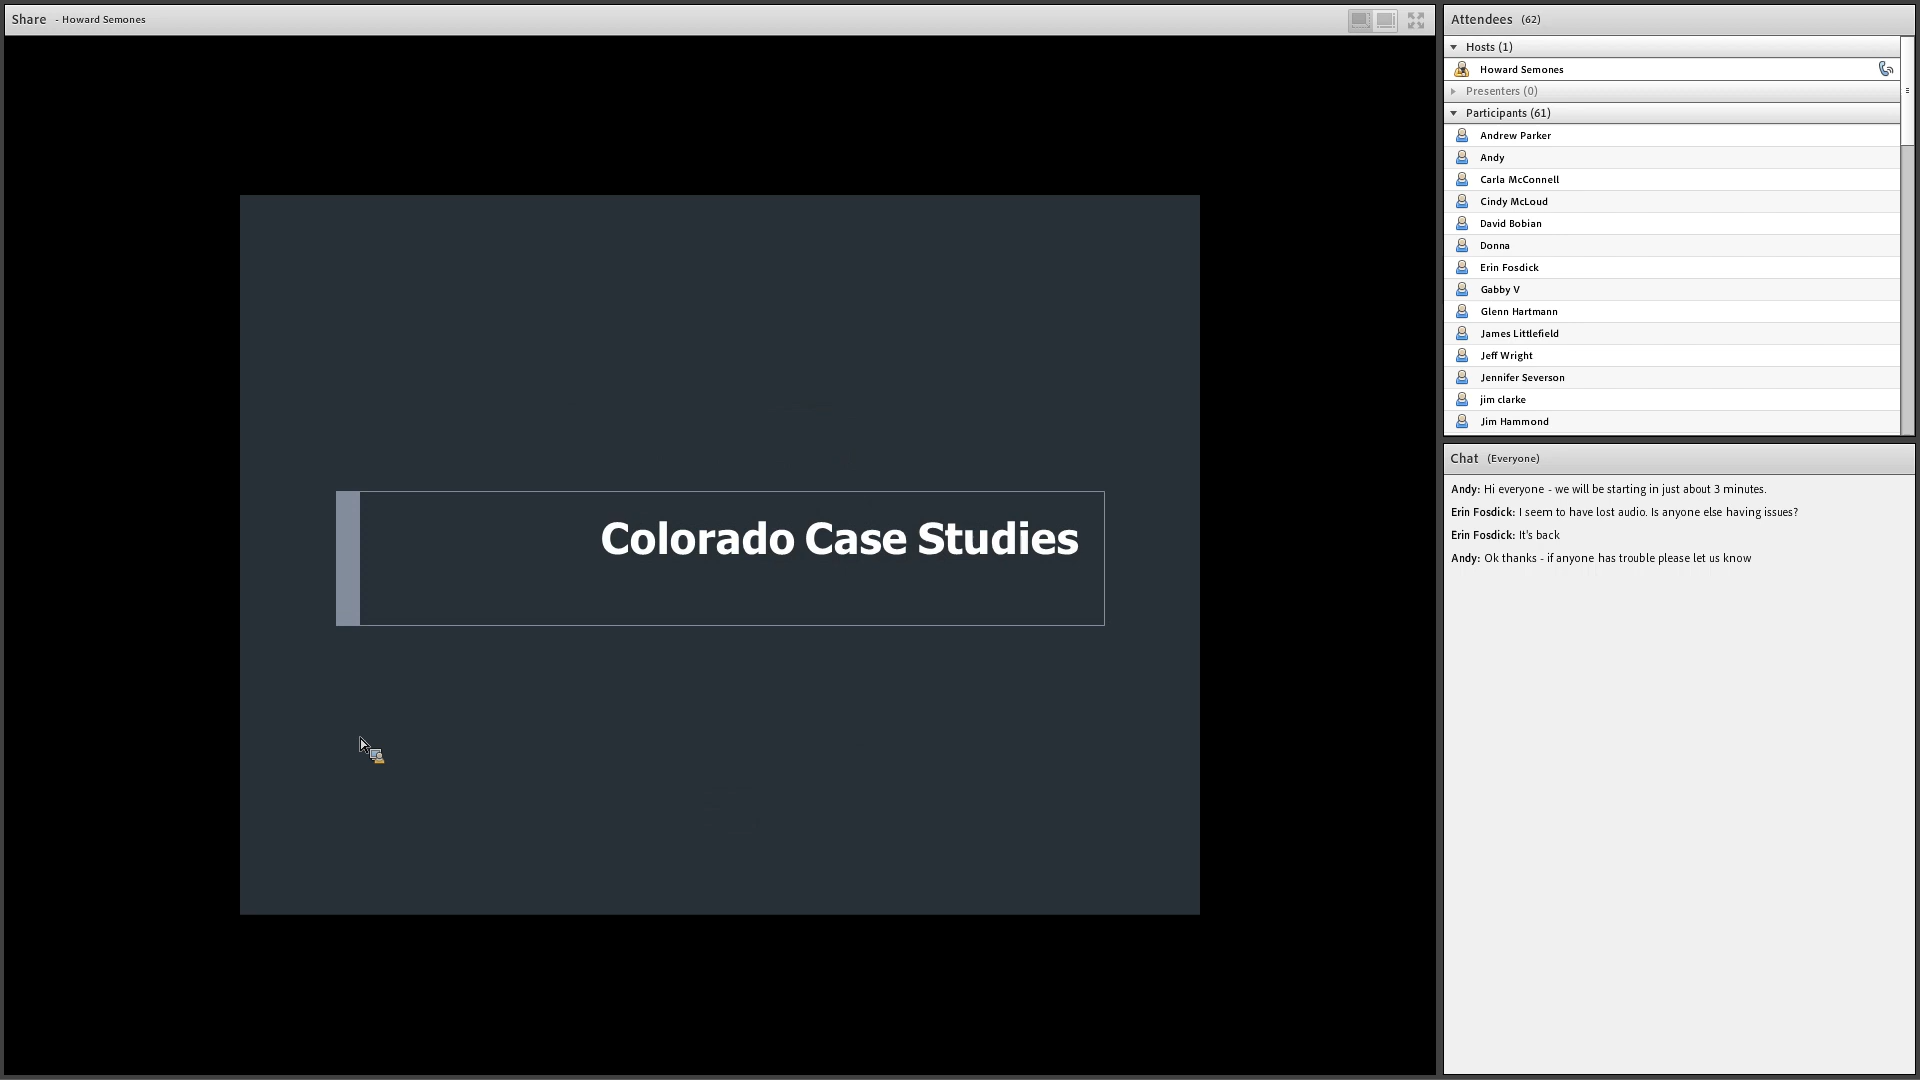 Share - Howard Semones
Colorado Case Studies
Attendees (62)
Hosts (1)
Howard Semones
Presenters (0)
Participants (61)
Andrew Parker
Andy
Carla McConnell
Cindy McLoud
David Bobian
Donna
Erin Fosdick
Gabby V
Glenn Hartmann
James Littlefield
Jeff Wright
Jennifer Severson
jim clarke
Jim Hammond
Chat (Everyone)
Andy: Hi everyone - we will be starting in just about 3 minutes.
Erin Fosdick: I seem to have lost audio. Is anyone else having issues?
Erin Fosdick: It's back
Andy: Ok thanks - if anyone has trouble please let us know